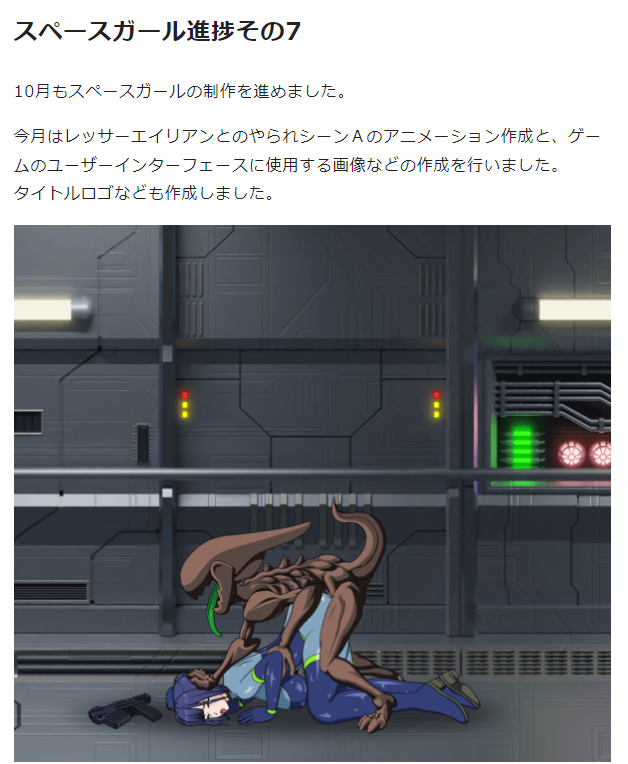 スペースガール進捗その7
10月もスペースガールの制作を進めました。
今月はレッサーエイリアンとのやられシーンＡのアニメーション作成と、ゲー
ムのユーザーインターフェースに使用する画像などの作成を行いました。
タイトルロゴなども作成しました。